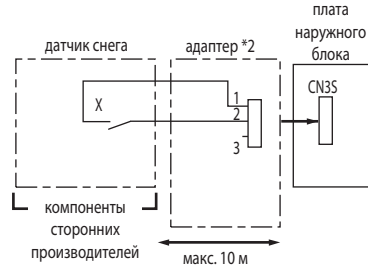 плата
наружного
блока
датчик снега
адаптер *2
CN3S
X
1
2
3
компоненты
сторонних
производителей
макс. 10 м